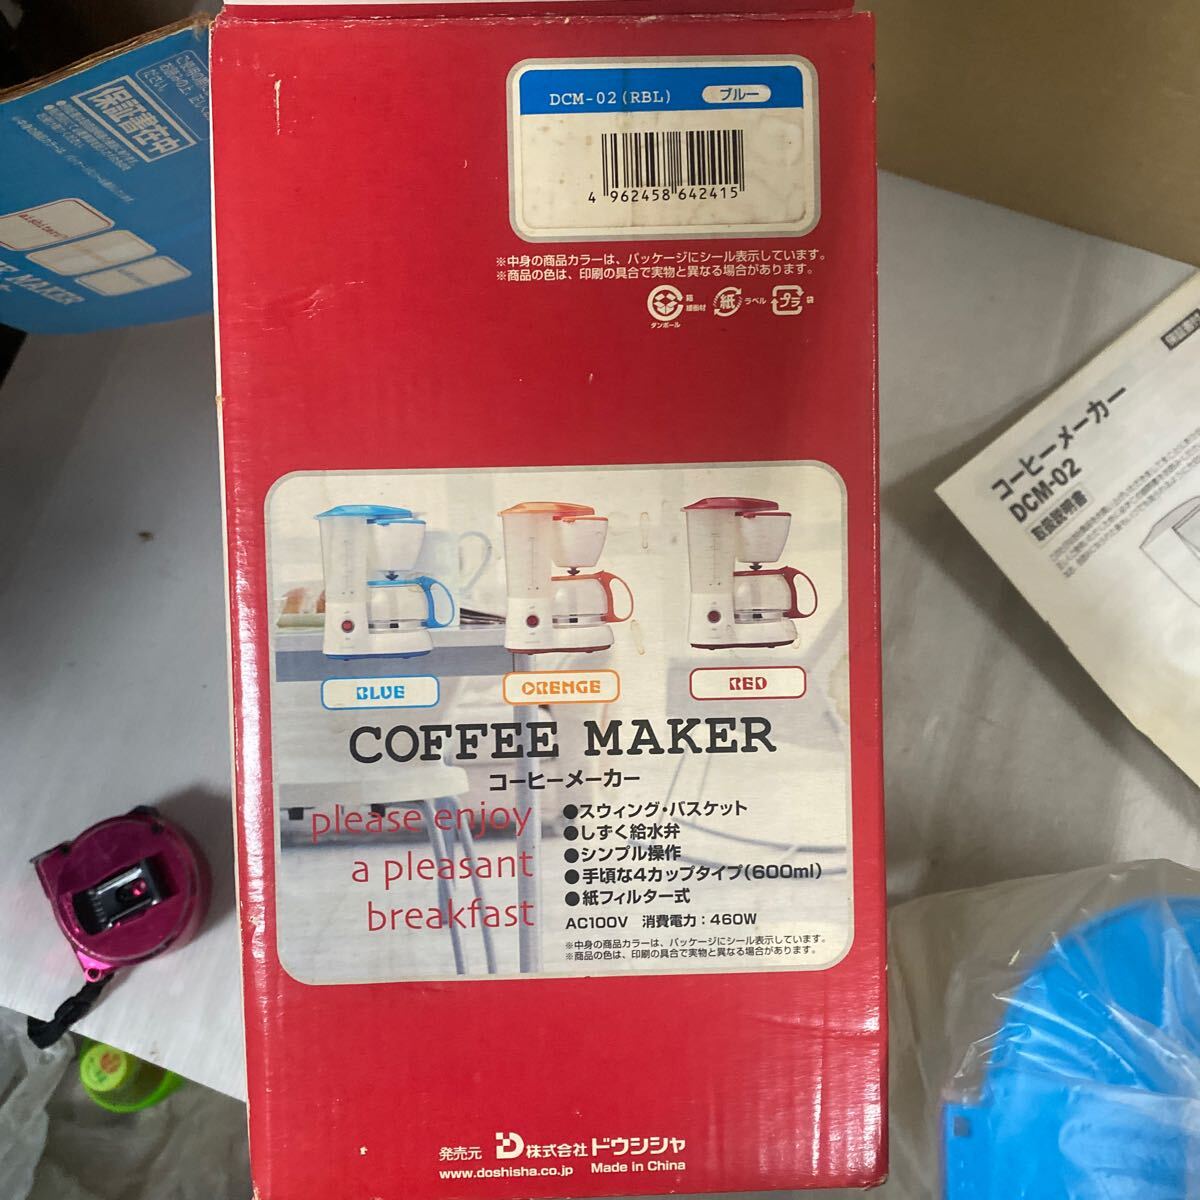 DCM-02(RBL) ブルー
4 962458 642415
※中身の商品カラーは、パッケージにシール表示しています。
※商品の色は、印刷の具合で実物と異なる場合があります。
ダンボール
箱
緩衝材
紙
ラベル
プラ
袋
BLUE
ORENGE
RED
COFFEE MAKER
コーヒーメーカー
please enjoy
a pleasant
breakfast
●スウィング・バスケット
●しずく給水弁
●シンプル操作
●手頃な4カップタイプ(600ml)
●紙フィルター式
AC100V 消費電力:460W
※中身の商品カラーは、パッケージにシール表示しています。
※商品の色は、印刷の具合で実物と異なる場合があります。
発売元 株式会社ドウシシャ
www.doshisha.co.jp Made in China
保証書在中
MAKER
コーヒーメーカー
DCM-02
取扱説明書